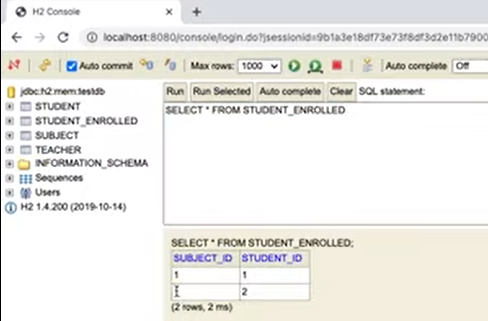 H2 Console
localhost:8080/console/login.do?jsessionid=9b1a3e18df73e73f8df3d2e11b7900
Auto commit Max rows: 1000 Auto complete Off
jdbc:h2:mem:testdb
STUDENT
STUDENT_ENROLLED
SUBJECT
TEACHER
INFORMATION_SCHEMA
Sequences
Users
H2 1.4.200 (2019-10-14)
Run Run Selected Auto complete Clear SQL statement:
SELECT * FROM STUDENT_ENROLLED
SELECT * FROM STUDENT_ENROLLED;
SUBJECT_ID STUDENT_ID
1 1
2
(2 rows, 2 ms)